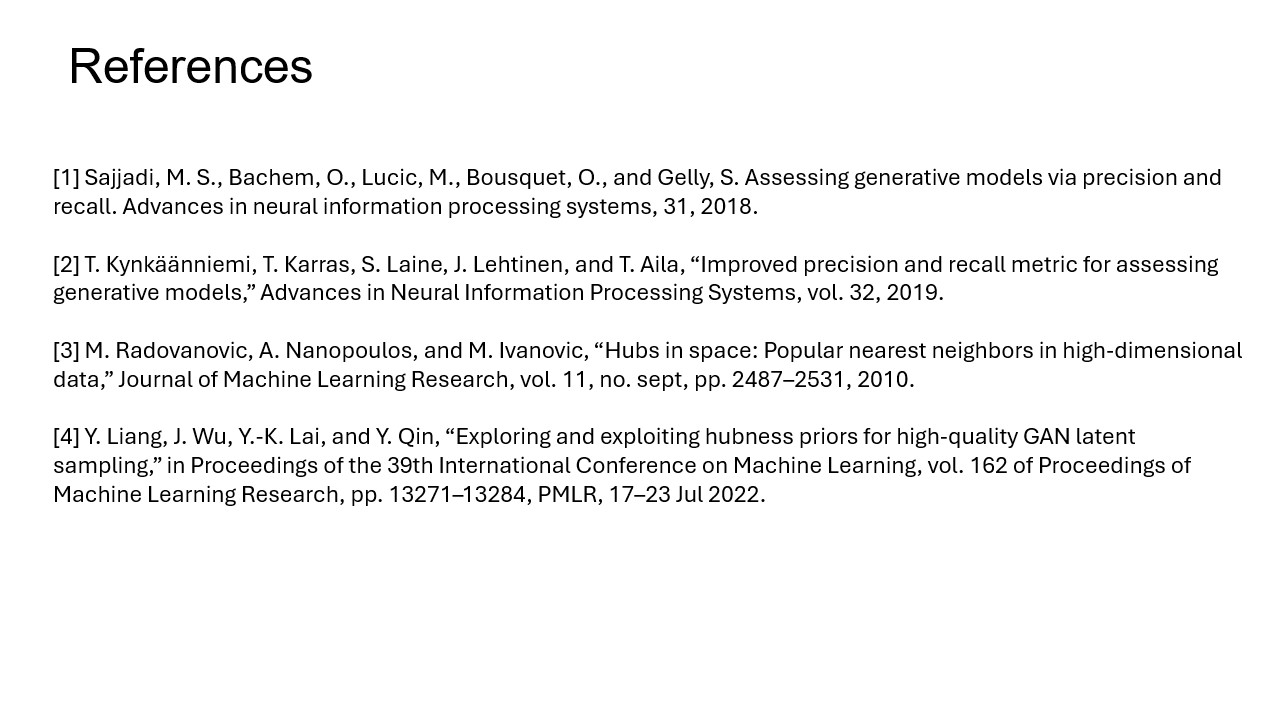 References
[1] Sajjadi, M. S., Bachem, O., Lucic, M., Bousquet, O., and Gelly, S. Assessing generative models via precision and
recall. Advances in neural information processing systems, 31, 2018.
[2] T. Kynkäänniemi, T. Karras, S. Laine, J. Lehtinen, and T. Aila, “Improved precision and recall metric for assessing
generative models,” Advances in Neural Information Processing Systems, vol. 32, 2019.
[3] M. Radovanovic, A. Nanopoulos, and M. Ivanovic, “Hubs in space: Popular nearest neighbors in high-dimensional
data,” Journal of Machine Learning Research, vol. 11, no. sept, pp. 2487–2531, 2010.
[4] Y. Liang, J. Wu, Y.-K. Lai, and Y. Qin, “Exploring and exploiting hubness priors for high-quality GAN latent
sampling,” in Proceedings of the 39th International Conference on Machine Learning, vol. 162 of Proceedings of
Machine Learning Research, pp. 13271–13284, PMLR, 17–23 Jul 2022.